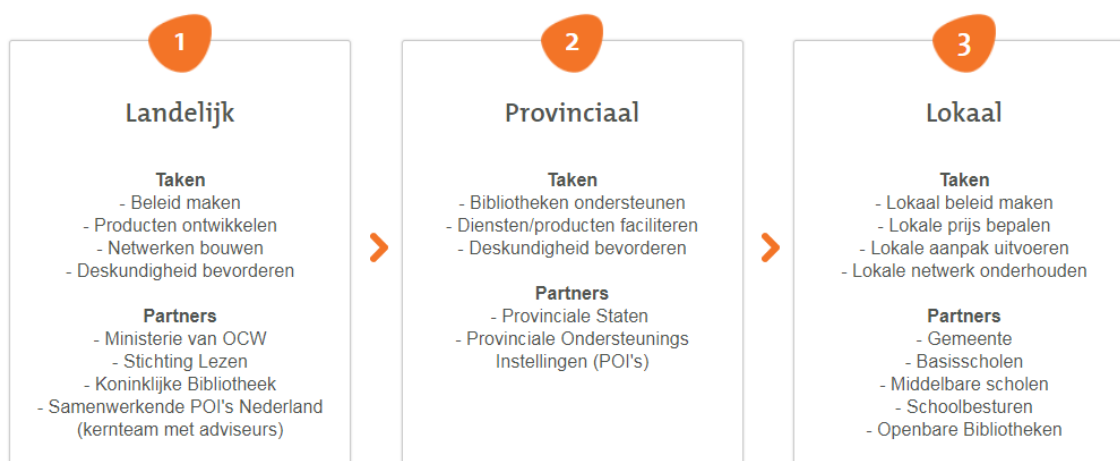 1
Landelijk
Taken
- Beleid maken
- Producten ontwikkelen
- Netwerken bouwen
- Deskundigheid bevorderen
Partners
- Ministerie van OCW
- Stichting Lezen
- Koninklijke Bibliotheek
- Samenwerkende POI's Nederland
(kernteam met adviseurs)
2
Provinciaal
Taken
- Bibliotheken ondersteunen
- Diensten/producten faciliteren
- Deskundigheid bevorderen
Partners
- Provinciale Staten
- Provinciale Ondersteunings
Instellingen (POI's)
3
Lokaal
Taken
- Lokaal beleid maken
- Lokale prijs bepalen
- Lokale aanpak uitvoeren
- Lokale netwerk onderhouden
Partners
- Gemeente
- Basisscholen
- Middelbare scholen
- Schoolbesturen
- Openbare Bibliotheken